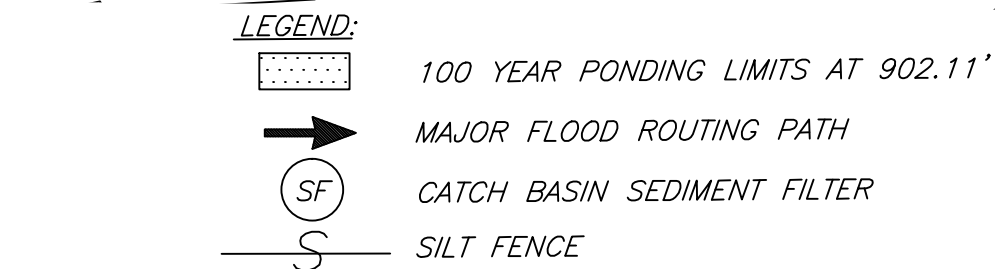 LEGEND:
100 YEAR PONDING LIMITS AT 902.11'
MAJOR FLOOD ROUTING PATH
SF CATCH BASIN SEDIMENT FILTER
S SILT FENCE